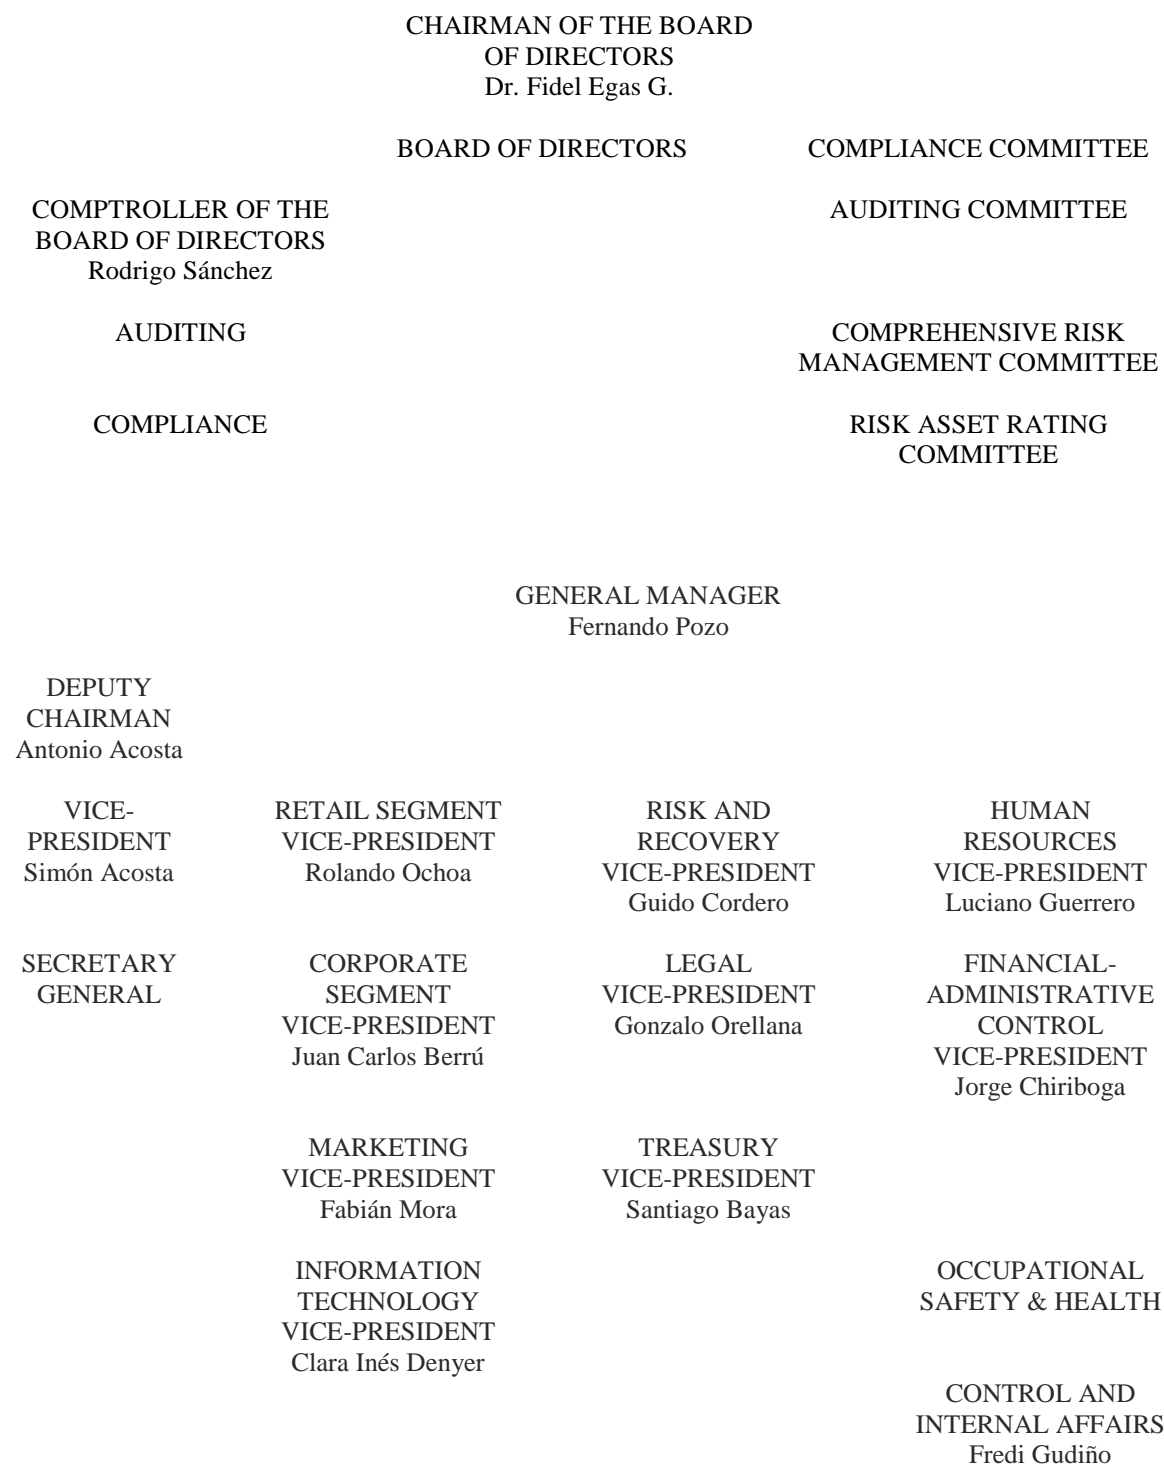 CHAIRMAN OF THE BOARD
OF DIRECTORS
Dr. Fidel Egas G.
BOARD OF DIRECTORS
COMPLIANCE COMMITTEE
COMPTROLLER OF THE
BOARD OF DIRECTORS
Rodrigo Sánchez
AUDITING COMMITTEE
AUDITING
COMPREHENSIVE RISK
MANAGEMENT COMMITTEE
COMPLIANCE
RISK ASSET RATING
COMMITTEE
GENERAL MANAGER
Fernando Pozo
DEPUTY
CHAIRMAN
Antonio Acosta
VICE-
PRESIDENT
Simón Acosta
RETAIL SEGMENT
VICE-PRESIDENT
Rolando Ochoa
RISK AND
RECOVERY
VICE-PRESIDENT
Guido Cordero
HUMAN
RESOURCES
VICE-PRESIDENT
Luciano Guerrero
SECRETARY
GENERAL
CORPORATE
SEGMENT
VICE-PRESIDENT
Juan Carlos Berrú
LEGAL
VICE-PRESIDENT
Gonzalo Orellana
FINANCIAL-
ADMINISTRATIVE
CONTROL
VICE-PRESIDENT
Jorge Chiriboga
MARKETING
VICE-PRESIDENT
Fabián Mora
TREASURY
VICE-PRESIDENT
Santiago Bayas
INFORMATION
TECHNOLOGY
VICE-PRESIDENT
Clara Inés Denyer
OCCUPATIONAL
SAFETY & HEALTH
CONTROL AND
INTERNAL AFFAIRS
Fredi Gudiño